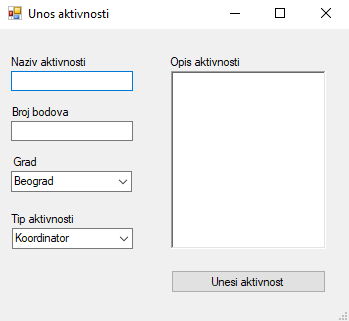 Unos aktivnosti
Naziv aktivnosti
Broj bodova
Grad
Beograd
Tip aktivnosti
Koordinator
Opis aktivnosti
Unesi aktivnost